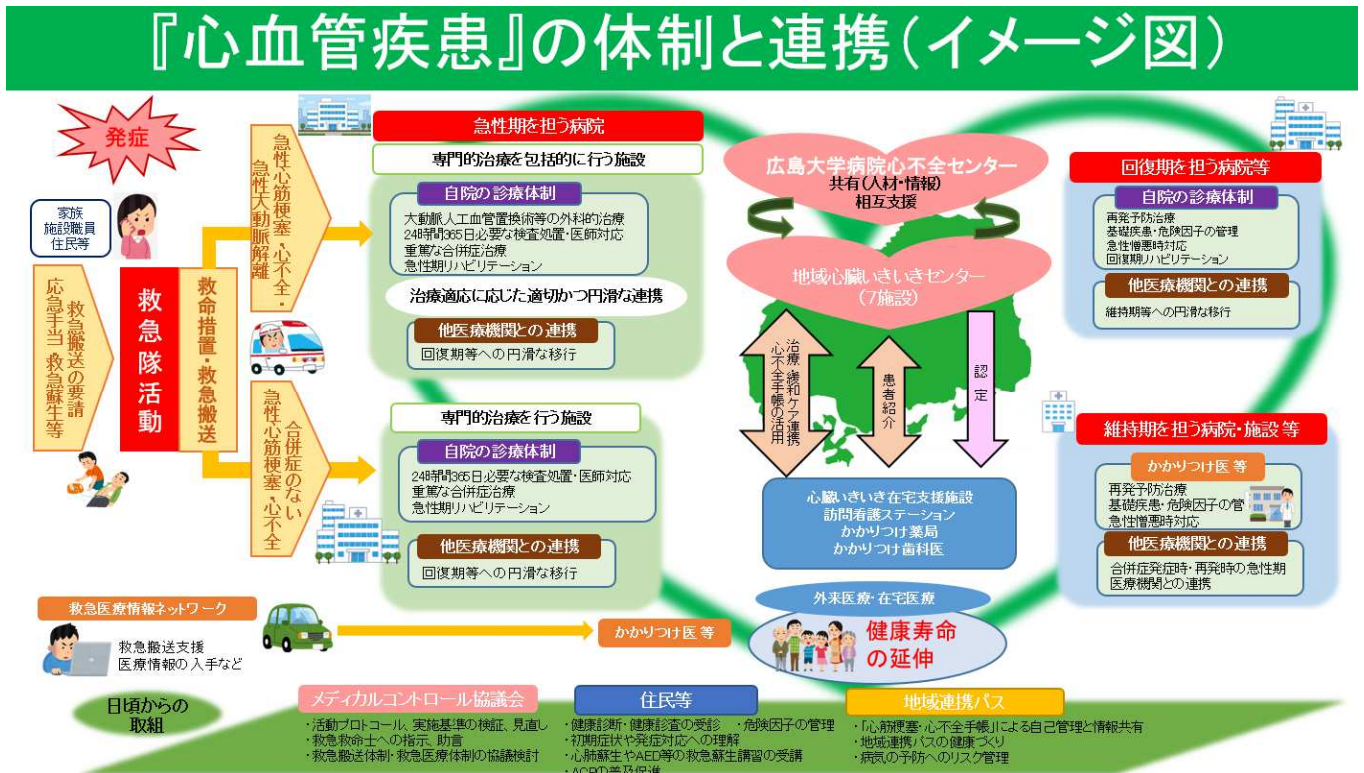 『心血管疾患』の体制と連携(イメージ図)
発症
家族
施設職員
住民等
救急搬送の要請
応急手当、救急蘇生等
救急隊活動
救命措置・救急搬送
急性心筋梗塞、心不全・
急性大動脈解離
合併症のない
急性心筋梗塞、心不全
急性期を担う病院
専門的治療を包括的に行う施設
自院の診療体制
大動脈人工血管置換術等の外科的治療
24時間365日必要な検査処置・医師対応
重篤な合併症治療
急性期リハビリテーション
治療適応に応じた適切かつ円滑な連携
他医療機関との連携
回復期等への円滑な移行
専門的治療を行う施設
自院の診療体制
24時間365日必要な検査処置・医師対応
重篤な合併症治療
急性期リハビリテーション
他医療機関との連携
回復期等への円滑な移行
広島大学病院心不全センター
共有(人材・情報)
相互支援
地域心臓いきいきセンター
(7施設)
治療・緩和ケア連携
心不全手帳の活用
患者紹介
認定
心臓いきいき在宅支援施設
訪問看護ステーション
かかりつけ薬局
かかりつけ歯科医
外来医療・在宅医療
健康寿命
の延伸
回復期を担う病院等
自院の診療体制
再発予防治療
基礎疾患・危険因子の管理
急性憎悪時対応
回復期リハビリテーション
他医療機関との連携
維持期等への円滑な移行
維持期を担う病院・施設等
かかりつけ医等
再発予防治療
基礎疾患・危険因子の管
急性憎悪時対応
他医療機関との連携
合併症発症時・再発時の急性期
医療機関との連携
救急医療情報ネットワーク
救急搬送支援
医療情報の入手など
かかりつけ医等
日頃からの
取組
メディカルコントロール協議会
・活動プロトコール、実施基準の検証、見直し
・救急救命士への指示、助言
・救急搬送体制・救急医療体制の協議検討
住民等
・健康診断・健康診査の受診 ・危険因子の管理
・初期症状や発症対応への理解
・心肺蘇生やAED等の救急蘇生講習の受講
・ACPの普及促進
地域連携パス
・「心筋梗塞・心不全手帳」による自己管理と情報共有
・地域連携パスの健康づくり
・病気の予防へのリスク管理